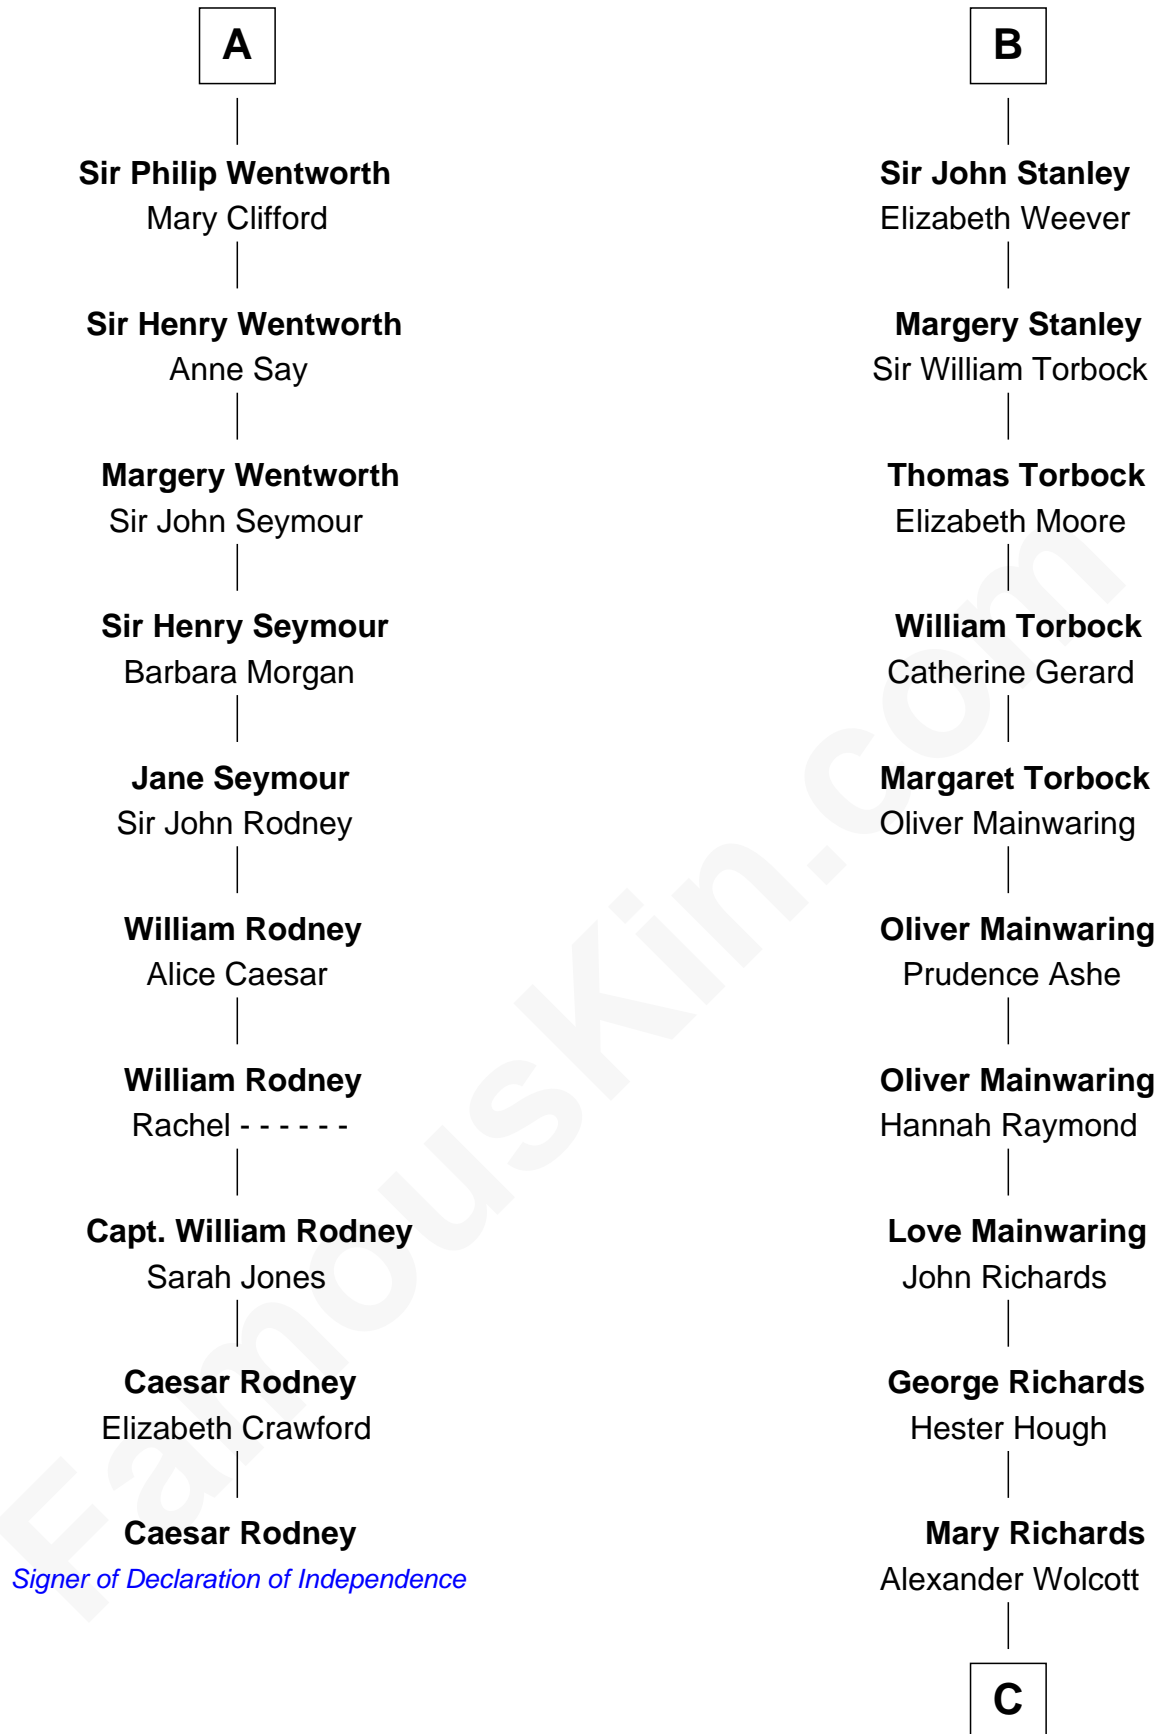 A
Sir Philip Wentworth
Mary Clifford
Sir Henry Wentworth
Anne Say
Margery Wentworth
Sir John Seymour
Sir Henry Seymour
Barbara Morgan
Jane Seymour
Sir John Rodney
William Rodney
Alice Caesar
William Rodney
Rachel - - - - - -
Capt. William Rodney
Sarah Jones
Caesar Rodney
Elizabeth Crawford
Caesar Rodney
Signer of Declaration of Independence
B
Sir John Stanley
Elizabeth Weever
Margery Stanley
Sir William Torbock
Thomas Torbock
Elizabeth Moore
William Torbock
Catherine Gerard
Margaret Torbock
Oliver Mainwaring
Oliver Mainwaring
Prudence Ashe
Oliver Mainwaring
Hannah Raymond
Love Mainwaring
John Richards
George Richards
Hester Hough
Mary Richards
Alexander Wolcott
C
FamousKin.com